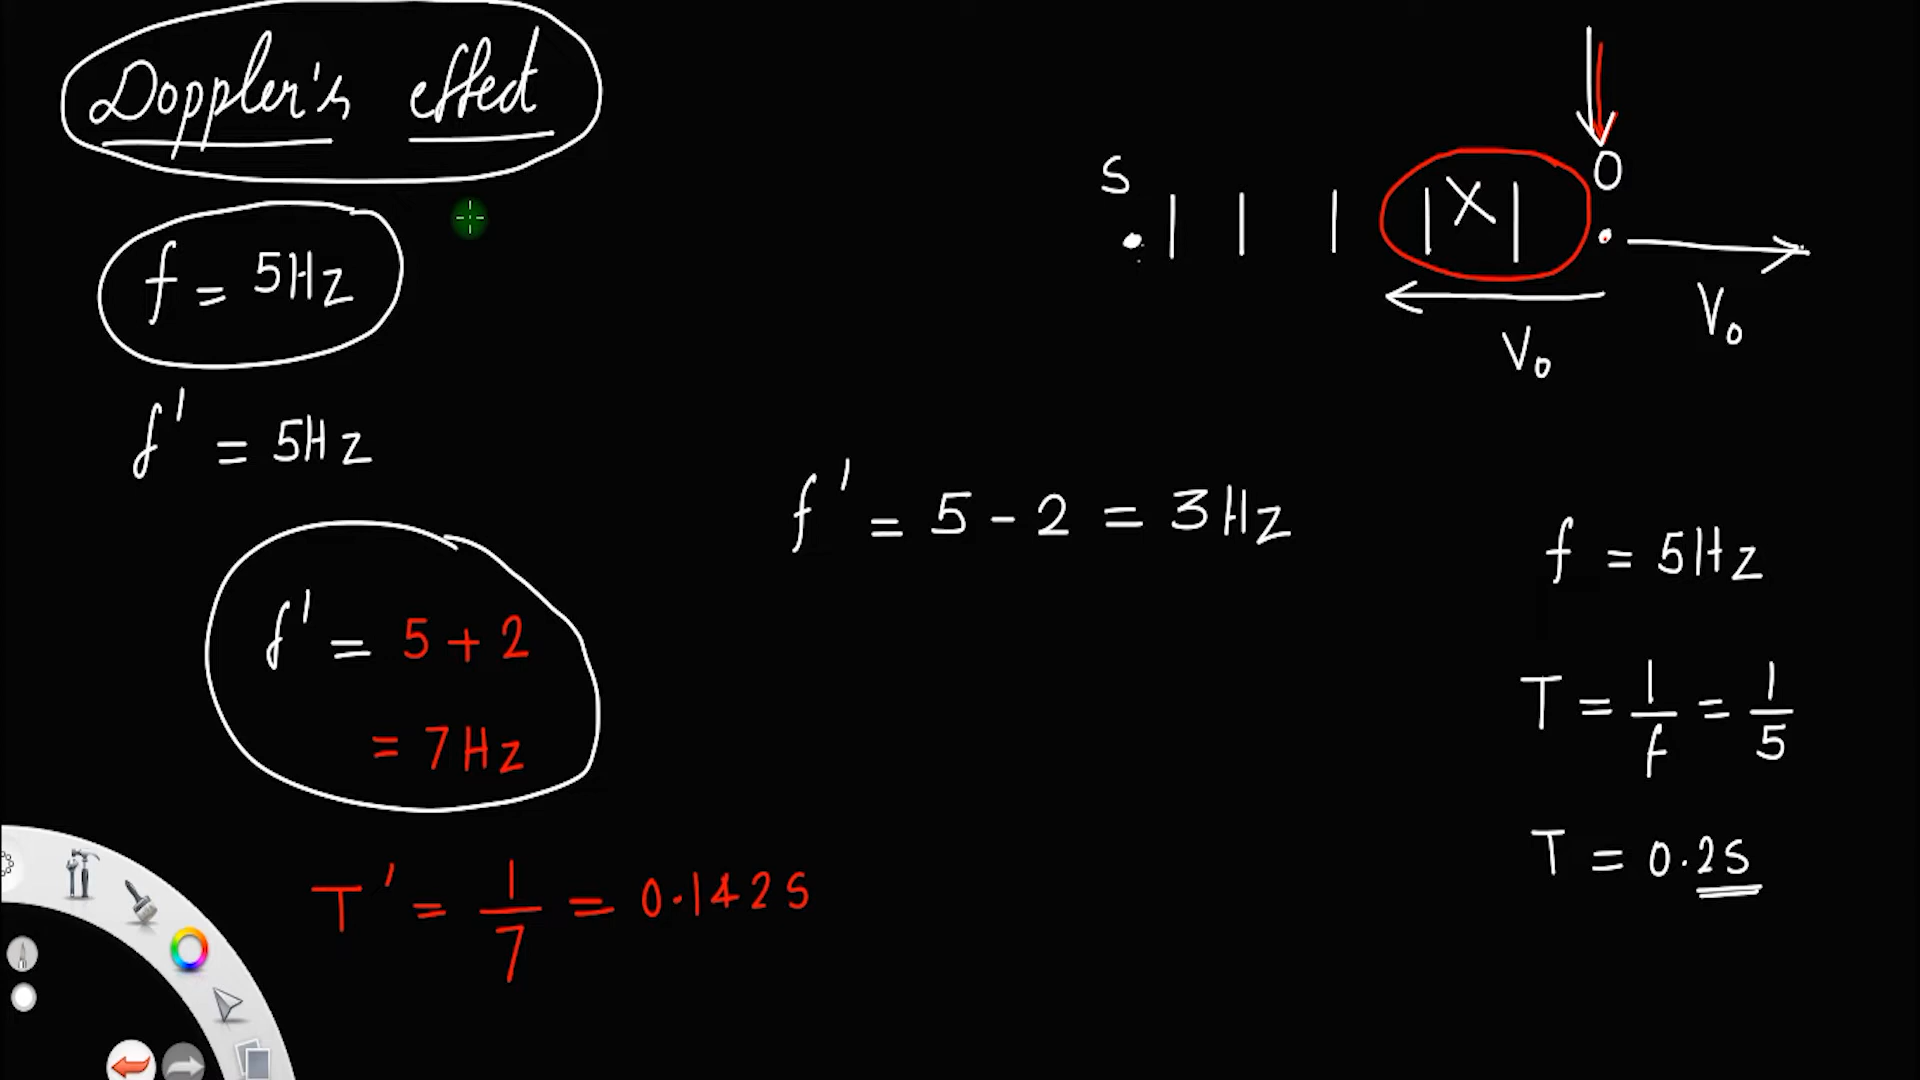 Doppler's effect
S
O
X
f = 5Hz
V₀
V₀
f' = 5Hz
f' = 5 - 2 = 3Hz
f = 5Hz
f' = 5 + 2
= 7Hz
T = 1/f = 1/5
T = 0.2s
T' = 1/7 = 0.142s